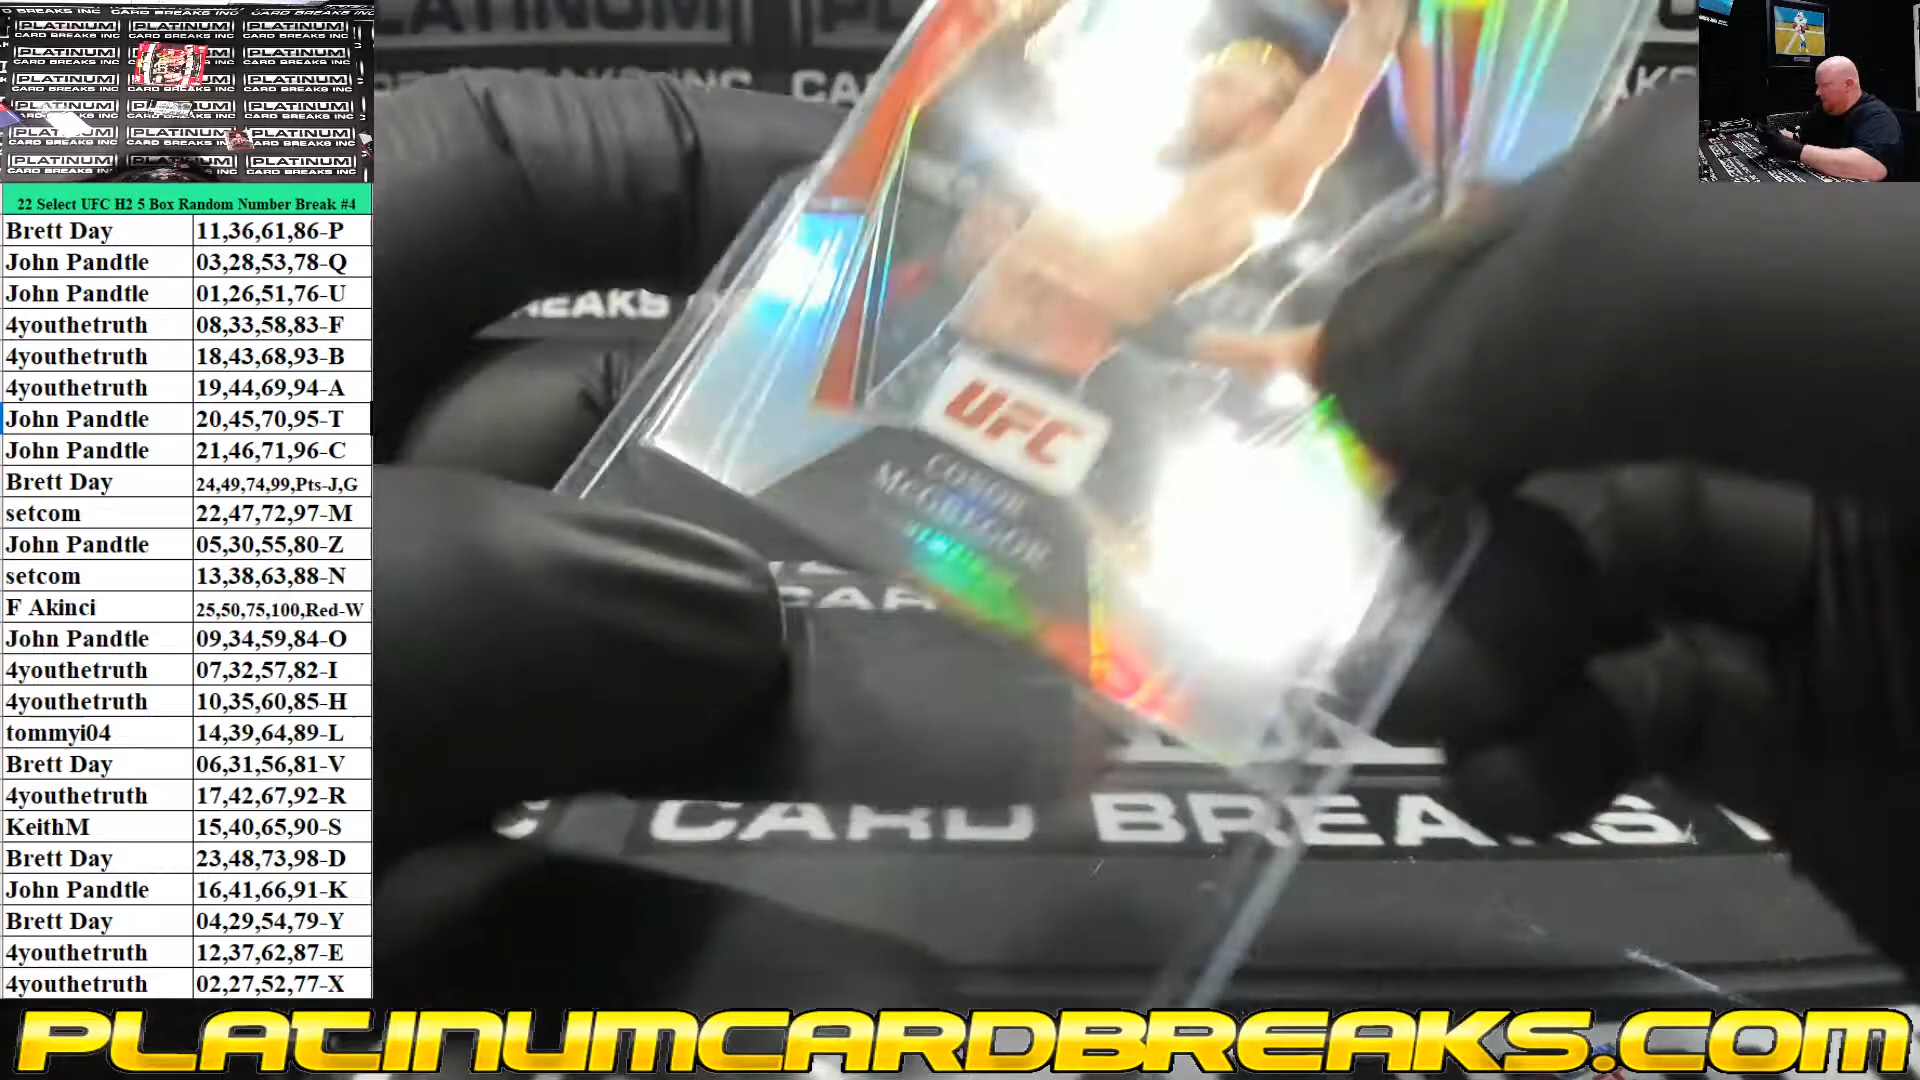 22 Select UFC H2 5 Box Random Number Break #4
Brett Day 11,36,61,86-P
John Pandtle 03,28,53,78-Q
John Pandtle 01,26,51,76-U
4youthetruth 08,33,58,83-F
4youthetruth 18,43,68,93-B
4youthetruth 19,44,69,94-A
John Pandtle 20,45,70,95-T
John Pandtle 21,46,71,96-C
Brett Day 24,49,74,99,Pts-J,G
setcom 22,47,72,97-M
John Pandtle 05,30,55,80-Z
setcom 13,38,63,88-N
F Akinci 25,50,75,100,Red-W
John Pandtle 09,34,59,84-O
4youthetruth 07,32,57,82-I
4youthetruth 10,35,60,85-H
tommyi04 14,39,64,89-L
Brett Day 06,31,56,81-V
4youthetruth 17,42,67,92-R
KeithM 15,40,65,90-S
Brett Day 23,48,73,98-D
John Pandtle 16,41,66,91-K
Brett Day 04,29,54,79-Y
4youthetruth 12,37,62,87-E
4youthetruth 02,27,52,77-X
PLATINUM
CARD BREAKS INC
UFC
CONOR
McGREGOR
CARD BREAKS
PLATINUMCARDBREAKS.COM